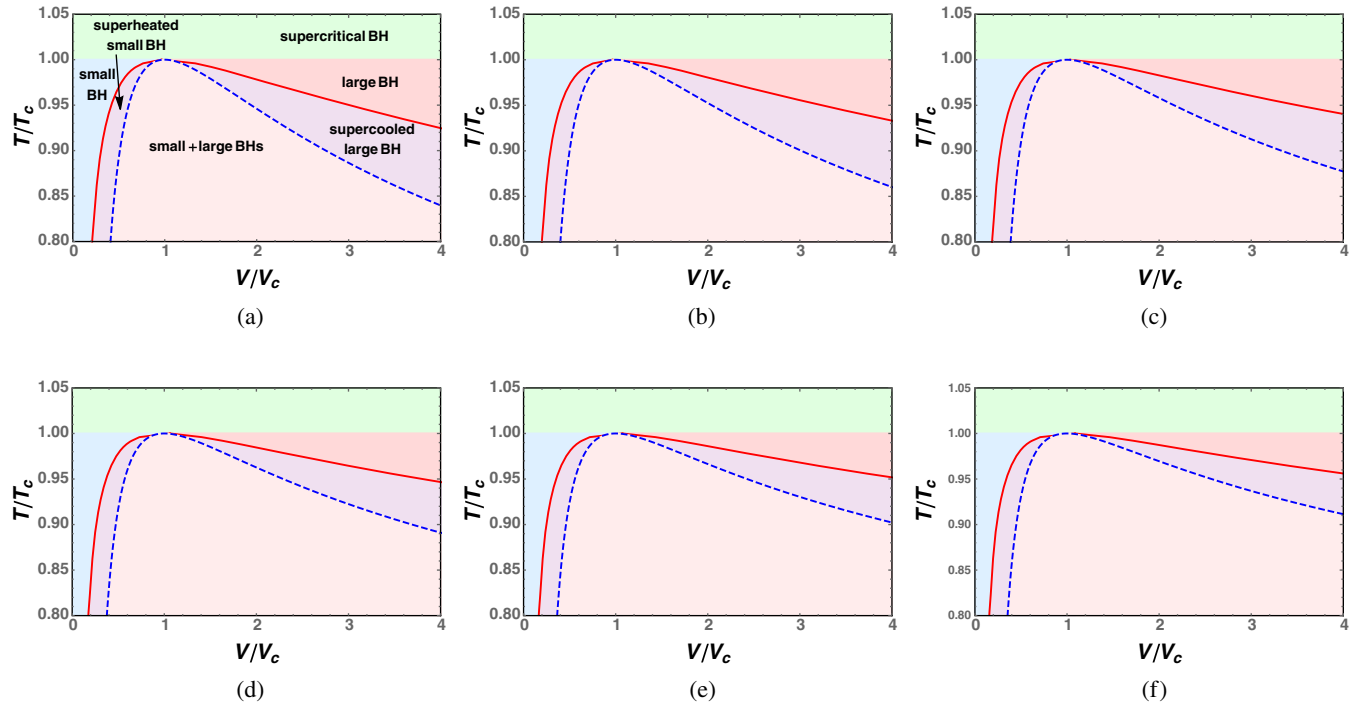 superheated
small BH
supercritical BH
small
BH
large BH
small + large BHs
supercooled
large BH
T/Tc
1.05
1.00
0.95
0.90
0.85
0.80
0 1 2 3 4
V/Vc
(a)
T/Tc
1.05
1.00
0.95
0.90
0.85
0.80
0 1 2 3 4
V/Vc
(b)
T/Tc
1.05
1.00
0.95
0.90
0.85
0.80
0 1 2 3 4
V/Vc
(c)
T/Tc
1.05
1.00
0.95
0.90
0.85
0.80
0 1 2 3 4
V/Vc
(d)
T/Tc
1.05
1.00
0.95
0.90
0.85
0.80
0 1 2 3 4
V/Vc
(e)
T/Tc
1.05
1.00
0.95
0.90
0.85
0.80
0 1 2 3 4
V/Vc
(f)